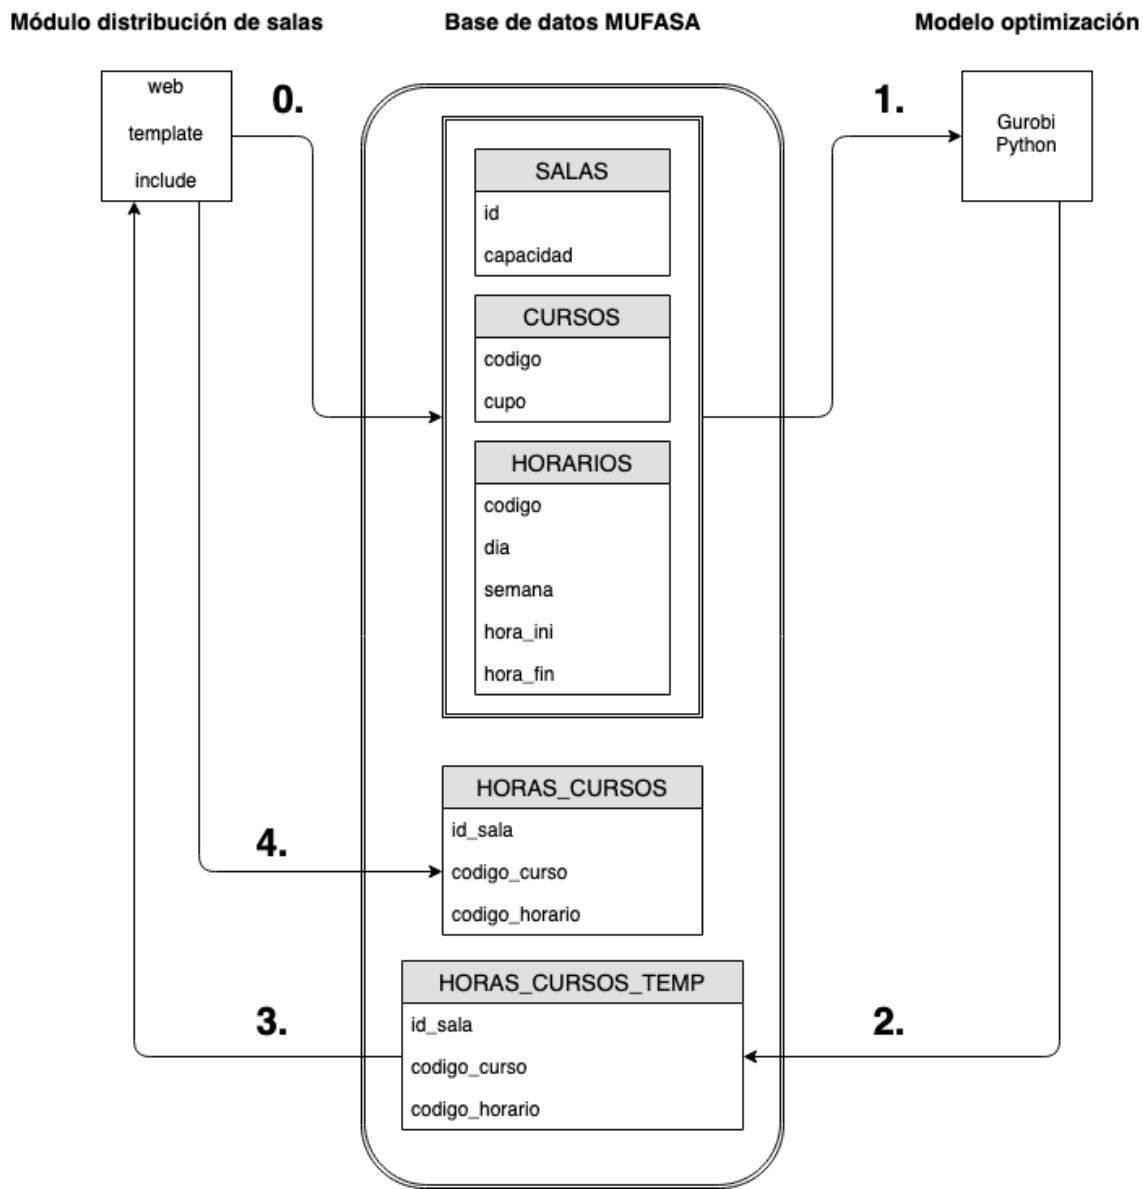 Módulo distribución de salas
Base de datos MUFASA
Modelo optimización
web
template
include
0.
1.
Gurobi
Python
SALAS
id
capacidad
CURSOS
codigo
cupo
HORARIOS
codigo
dia
semana
hora_ini
hora_fin
HORAS_CURSOS
id_sala
codigo_curso
codigo_horario
4.
HORAS_CURSOS_TEMP
id_sala
codigo_curso
codigo_horario
3.
2.